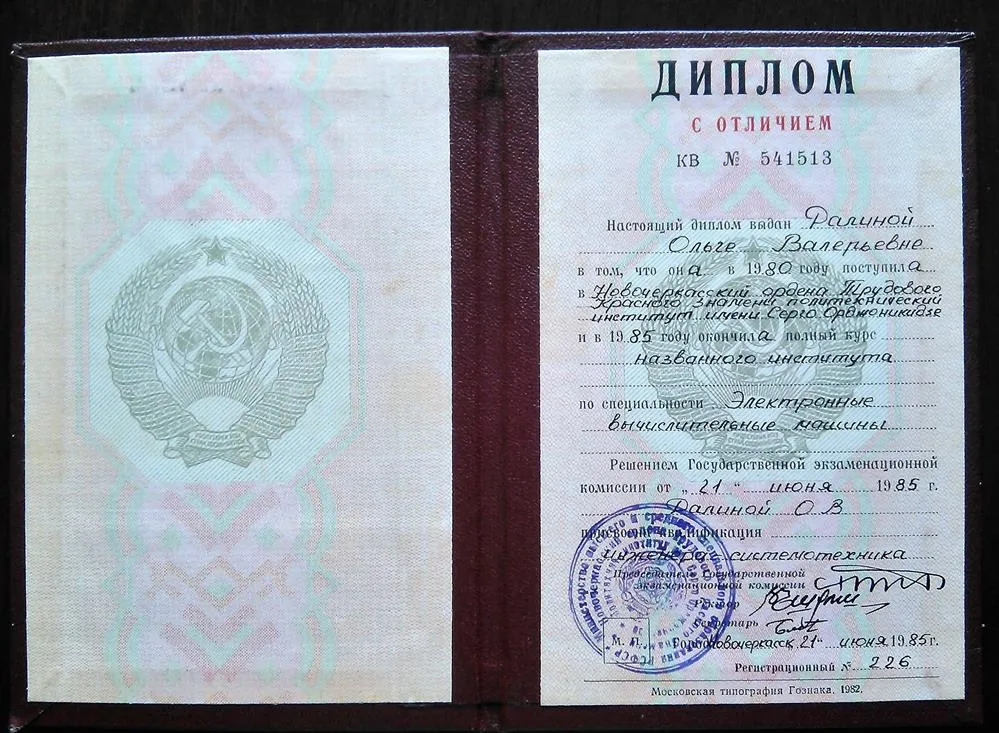 ДИПЛОМ
С ОТЛИЧИЕМ
КВ № 541513
Настоящий диплом выдан Фалиной
Ольге Валерьевне
в том, что она в 1980 году поступила
в Новочеркасский ордена Трудового
Красного Знамени политехнический
институт имени Серго Орджоникидзе
и в 1985 году окончила полный курс
названного института
по специальности Электронные
вычислительные машины
Решением Государственной экзаменационной
комиссии от „21“ июня 1985 г.
Фалиной О В
присвоена квалификация
инженера системотехника
Председатель Государственной
экзаменационной комиссии
Ректор
Секретарь
М. П. Город Новочеркасск, 21“ июня 1985 г.
Регистрационный № 226
Московская типография Гознака. 1982.